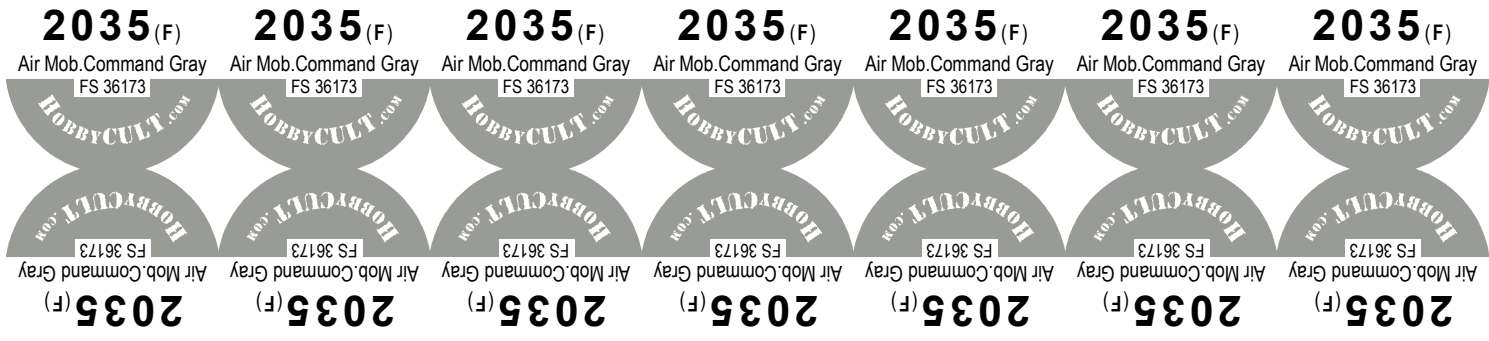 2035(F) 2035(F) 2035(F) 2035(F) 2035(F) 2035(F) 2035(F)
Air Mob.Command Gray Air Mob.Command Gray Air Mob.Command Gray Air Mob.Command Gray Air Mob.Command Gray Air Mob.Command Gray Air Mob.Command Gray
FS 36173 FS 36173 FS 36173 FS 36173 FS 36173 FS 36173 FS 36173
HOBBYCULT.COM HOBBYCULT.COM HOBBYCULT.COM HOBBYCULT.COM HOBBYCULT.COM HOBBYCULT.COM HOBBYCULT.COM
HOBBYCULT.COM HOBBYCULT.COM HOBBYCULT.COM HOBBYCULT.COM HOBBYCULT.COM HOBBYCULT.COM HOBBYCULT.COM
FS 36173 FS 36173 FS 36173 FS 36173 FS 36173 FS 36173 FS 36173
Air Mob.Command Gray Air Mob.Command Gray Air Mob.Command Gray Air Mob.Command Gray Air Mob.Command Gray Air Mob.Command Gray Air Mob.Command Gray
2035(F) 2035(F) 2035(F) 2035(F) 2035(F) 2035(F) 2035(F)